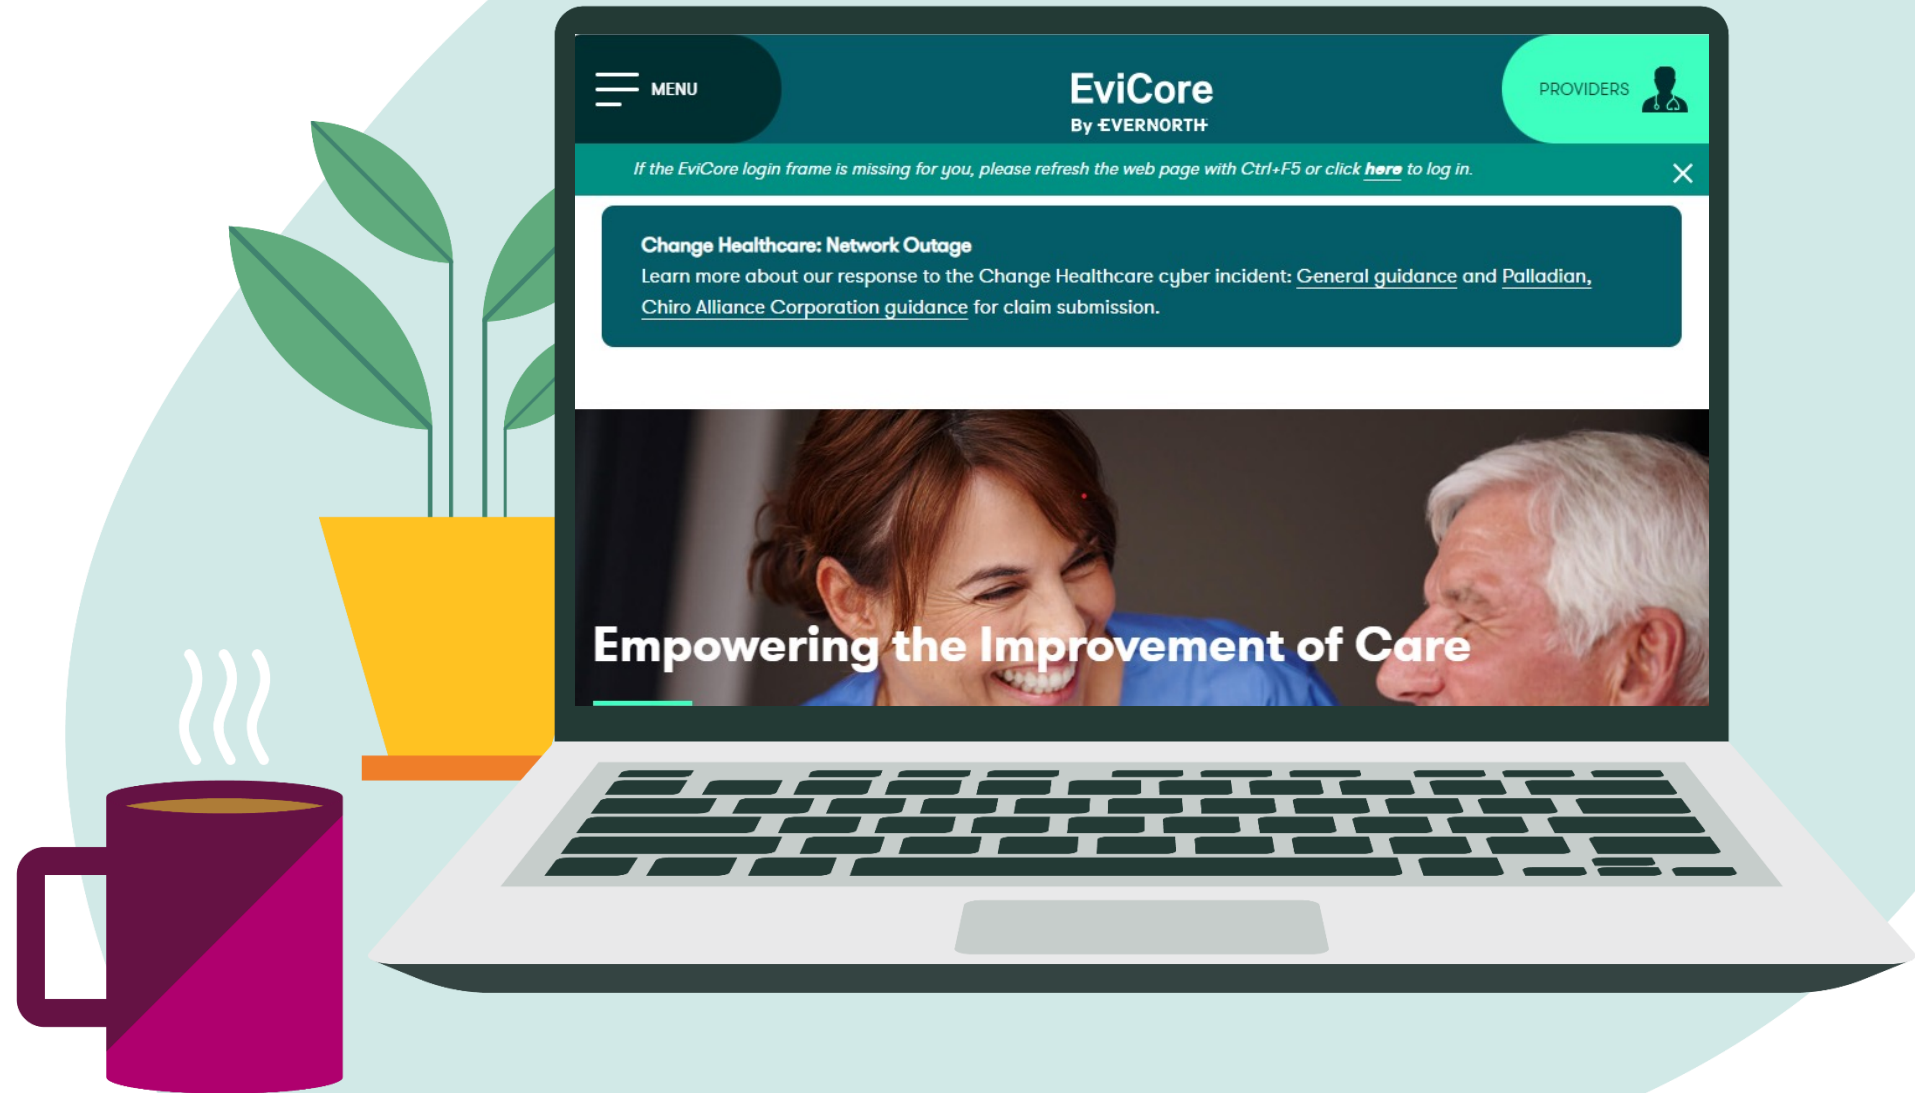 MENU
EviCore
By EVERNORTH
PROVIDERS
If the EviCore login frame is missing for you, please refresh the web page with Ctrl+F5 or click here to log in.
Change Healthcare: Network Outage
Learn more about our response to the Change Healthcare cyber incident: General guidance and Palladian,
Chiro Alliance Corporation guidance for claim submission.
Empowering the Improvement of Care